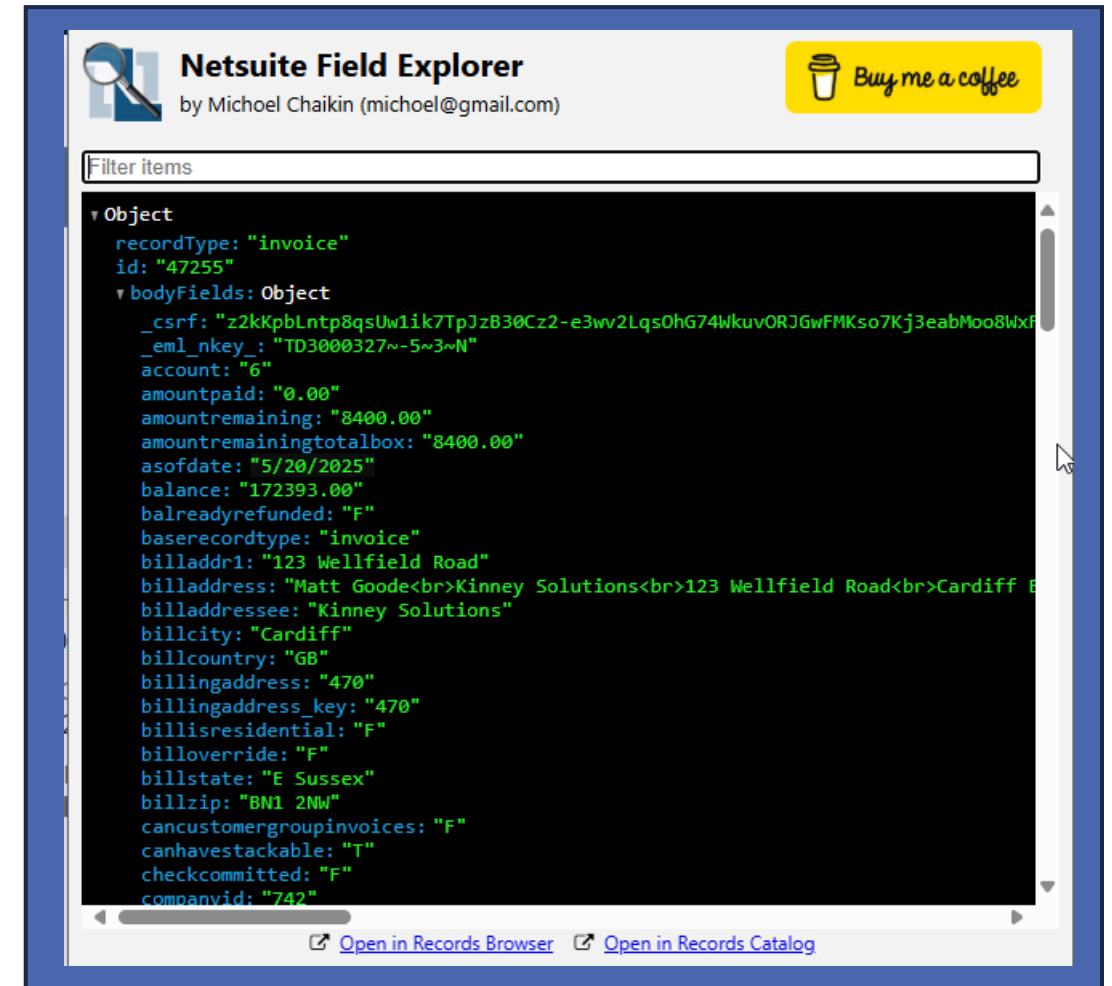 Netsuite Field Explorer
by Michoel Chaikin (michoel@gmail.com)
Buy me a coffee
Filter items
Object
recordType: "invoice"
id: "47255"
bodyFields: Object
_csrf: "z2kKpbLntp8qsUw1ik7TpJzB30Cz2-e3wv2LqsOhG74WkuvORJGwFMKso7Kj3eabMoo8WxF
_eml_nkey_: "TD3000327~-5~3~N"
account: "6"
amountpaid: "0.00"
amountremaining: "8400.00"
amountremainingtotalbox: "8400.00"
asofdate: "5/20/2025"
balance: "172393.00"
balreadyrefunded: "F"
baserecordtype: "invoice"
billaddr1: "123 Wellfield Road"
billaddress: "Matt Goode<br>Kinney Solutions<br>123 Wellfield Road<br>Cardiff E
billaddressee: "Kinney Solutions"
billcity: "Cardiff"
billcountry: "GB"
billingaddress: "470"
billingaddress_key: "470"
billisresidential: "F"
billoverride: "F"
billstate: "E Sussex"
billzip: "BN1 2NW"
cancustomergroupinvoices: "F"
canhavestackable: "T"
checkcommitted: "F"
companyid: "742"
Open in Records Browser Open in Records Catalog